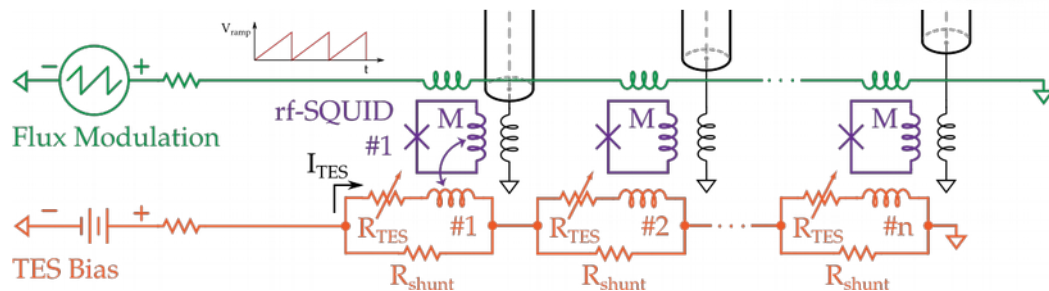 V_ramp
t
− +
Flux Modulation
rf-SQUID
#1
M
M
M
I_TES
− +
TES Bias
R_TES
#1
R_TES
#2
R_TES
#n
R_shunt
R_shunt
R_shunt